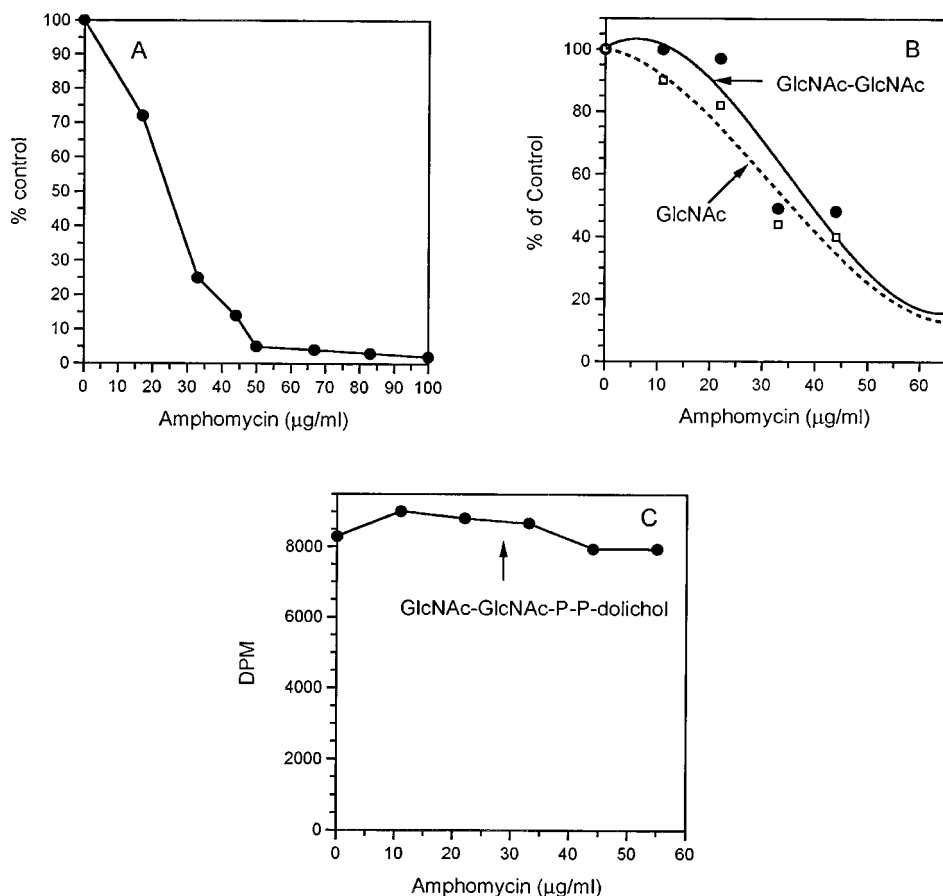 A
% control
100
90
80
70
60
50
40
30
20
10
0
0 10 20 30 40 50 60 70 80 90 100
Amphomycin (μg/ml)
B
% of Control
100
80
60
40
20
0
GlcNAc-GlcNAc
GlcNAc
0 10 20 30 40 50 60
Amphomycin (μg/ml)
C
DPM
8000
6000
4000
2000
0
GlcNAc-GlcNAc-P-P-dolichol
0 10 20 30 40 50 60
Amphomycin (μg/ml)